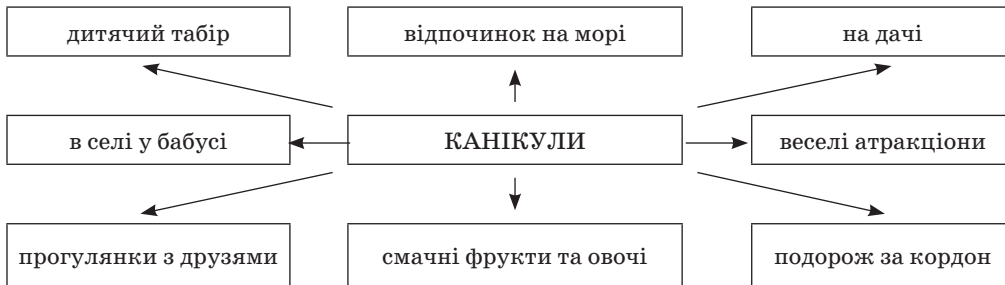 дитячий табір
відпочинок на морі
на дачі
в селі у бабусі
КАНІКУЛИ
веселі атракціони
прогулянки з друзями
смачні фрукти та овочі
подорож за кордон